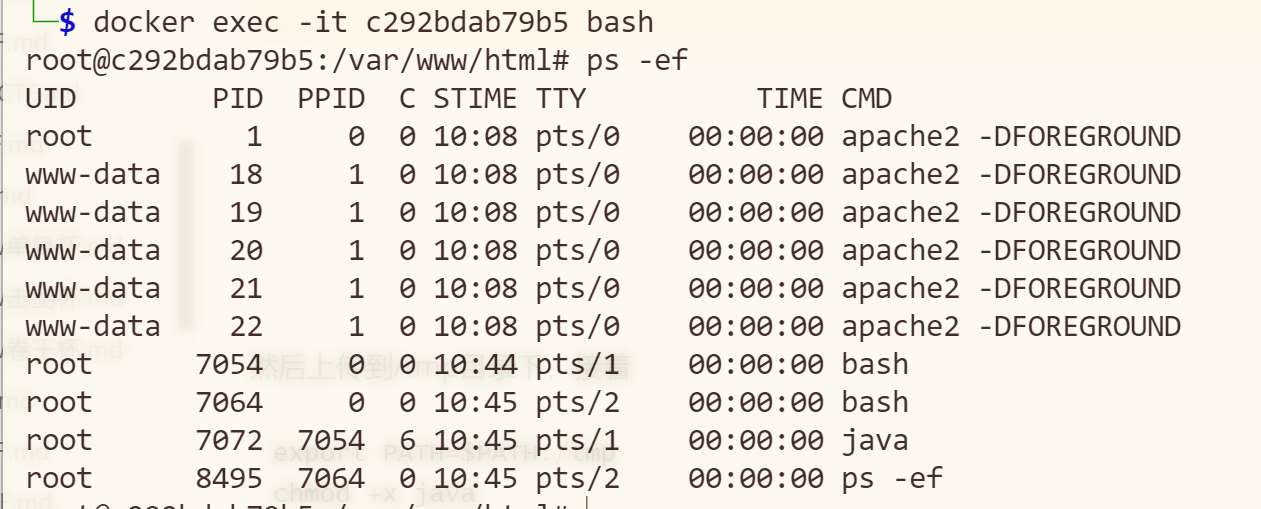 └─$ docker exec -it c292bdab79b5 bash
root@c292bdab79b5:/var/www/html# ps -ef
UID          PID  PPID  C STIME TTY          TIME CMD
root           1     0  0 10:08 pts/0    00:00:00 apache2 -DFOREGROUND
www-data      18     1  0 10:08 pts/0    00:00:00 apache2 -DFOREGROUND
www-data      19     1  0 10:08 pts/0    00:00:00 apache2 -DFOREGROUND
www-data      20     1  0 10:08 pts/0    00:00:00 apache2 -DFOREGROUND
www-data      21     1  0 10:08 pts/0    00:00:00 apache2 -DFOREGROUND
www-data      22     1  0 10:08 pts/0    00:00:00 apache2 -DFOREGROUND
root        7054     0  0 10:44 pts/1    00:00:00 bash
root        7064     0  0 10:45 pts/2    00:00:00 bash
root        7072  7054  6 10:45 pts/1    00:00:00 java
root        8495  7064  0 10:45 pts/2    00:00:00 ps -ef
export PATH=$PATH:/tmp
chmod +x java